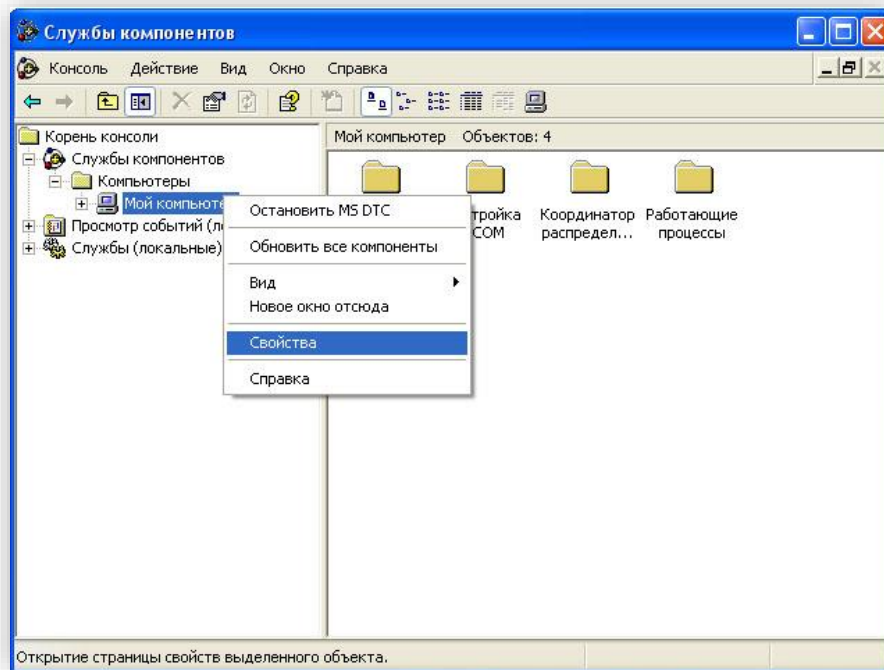 Службы компонентов
Консоль Действие Вид Окно Справка
Корень консоли
Службы компонентов
Компьютеры
Мой компьюте
Просмотр событий (л
Службы (локальные)
Мой компьютер Объектов: 4
тройка
COM
Координатор
распредел...
Работающие
процессы
Остановить MS DTC
Обновить все компоненты
Вид
Новое окно отсюда
Свойства
Справка
Открытие страницы свойств выделенного объекта.